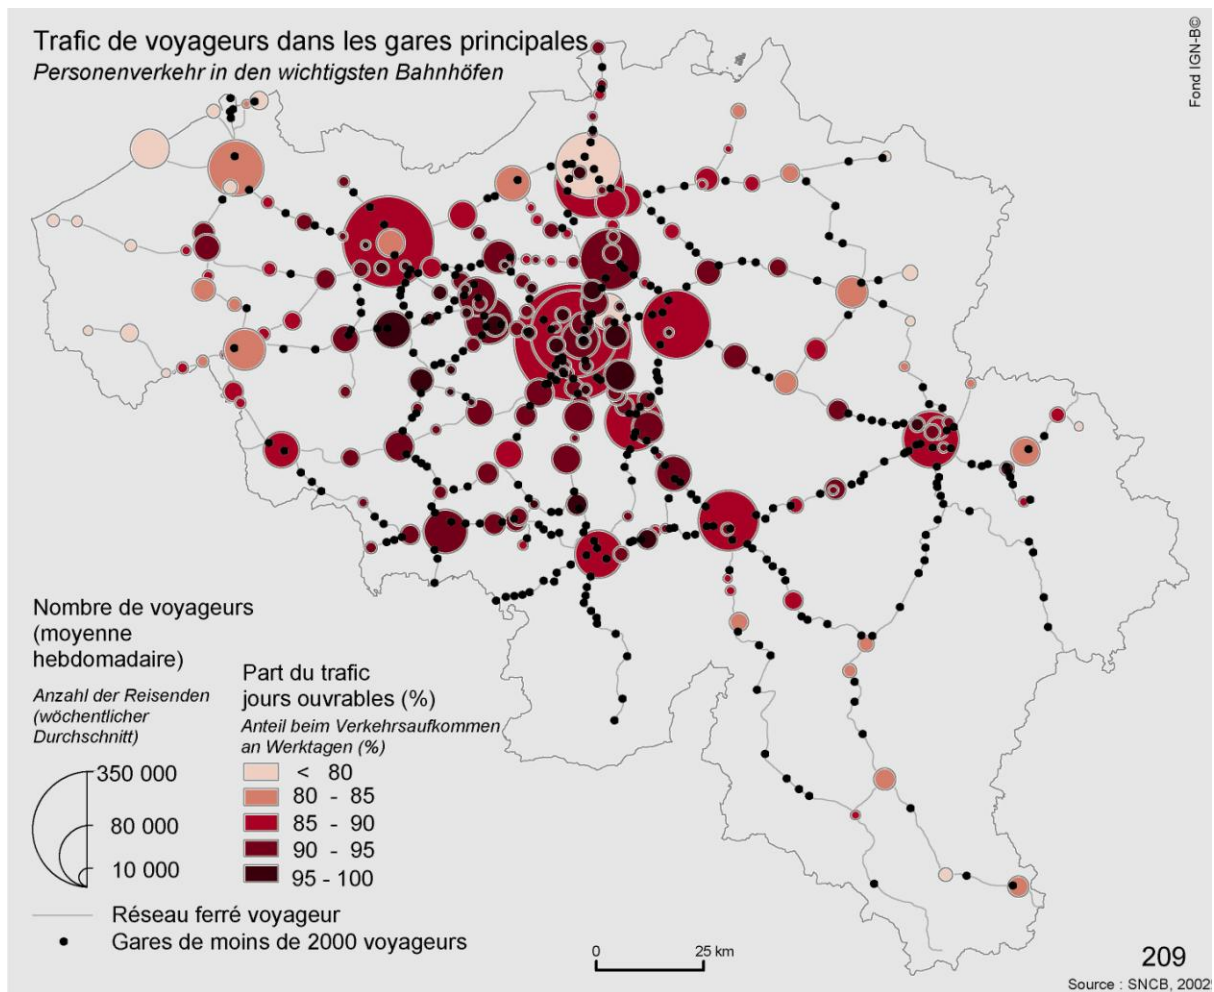 Trafic de voyageurs dans les gares principales
Personenverkehr in den wichtigsten Bahnhöfen
Fond IGN-B©
Nombre de voyageurs
(moyenne
hebdomadaire)
Anzahl der Reisenden
(wöchentlicher
Durchschnitt)
350 000
80 000
10 000
Part du trafic
jours ouvrables (%)
Anteil beim Verkehrsaufkommen
an Werktagen (%)
< 80
80 - 85
85 - 90
90 - 95
95 - 100
Réseau ferré voyageur
Gares de moins de 2000 voyageurs
0 25 km
209
Source : SNCB, 2002